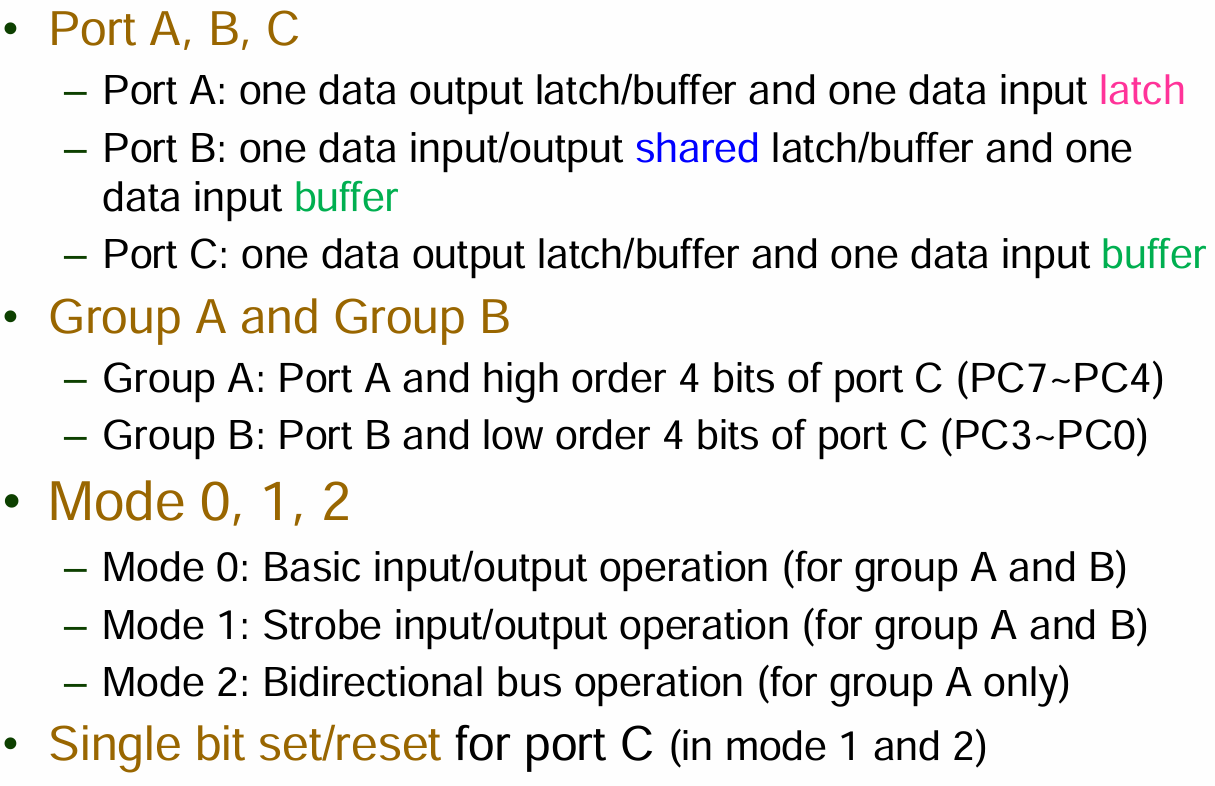 • Port A, B, C
– Port A: one data output latch/buffer and one data input latch
– Port B: one data input/output shared latch/buffer and one
data input buffer
– Port C: one data output latch/buffer and one data input buffer
• Group A and Group B
– Group A: Port A and high order 4 bits of port C (PC7~PC4)
– Group B: Port B and low order 4 bits of port C (PC3~PC0)
• Mode 0, 1, 2
– Mode 0: Basic input/output operation (for group A and B)
– Mode 1: Strobe input/output operation (for group A and B)
– Mode 2: Bidirectional bus operation (for group A only)
• Single bit set/reset for port C (in mode 1 and 2)